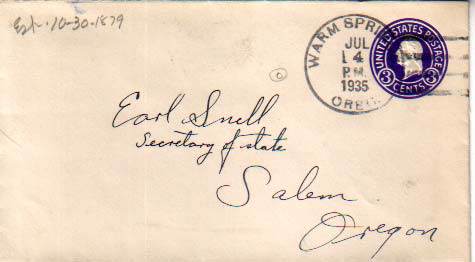 Est. 10-30-1879
WARM SPRI
JUL
4
P.M.
1935
OREG.
UNITED STATES POSTAGE
3 3
CENTS
Earl Snell
Secretary of state
Salem
Oregon